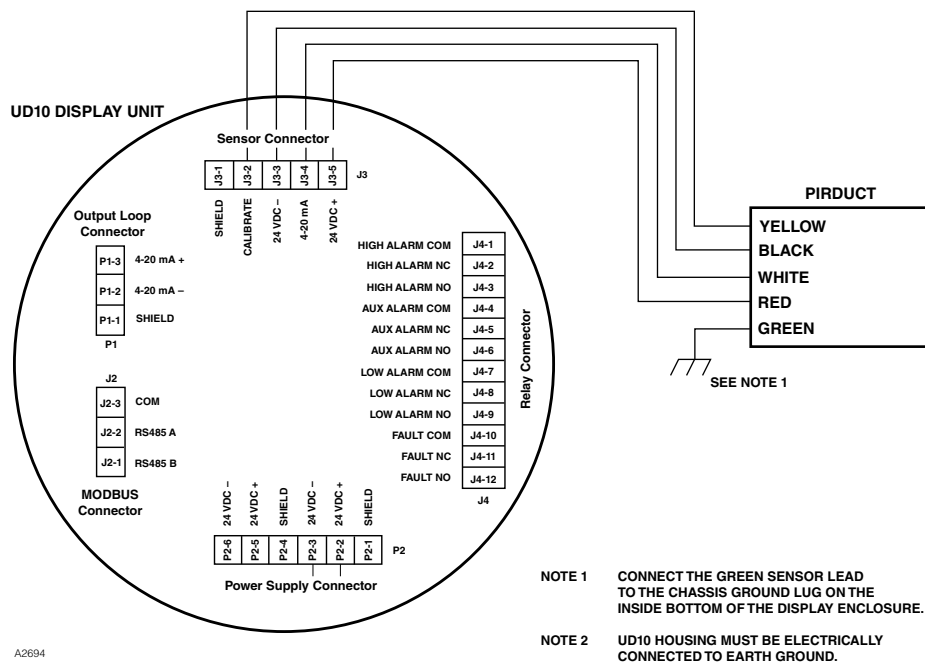 UD10 DISPLAY UNIT
Sensor Connector
J3-1
J3-2
J3-3
J3-4
J3-5
J3
SHIELD
CALIBRATE
24 VDC –
4-20 mA
24 VDC +
PIRDUCT
YELLOW
BLACK
WHITE
RED
GREEN
SEE NOTE 1
Output Loop
Connector
P1-3 4-20 mA +
P1-2 4-20 mA –
P1-1 SHIELD
P1
J2
J2-3 COM
J2-2 RS485 A
J2-1 RS485 B
MODBUS
Connector
HIGH ALARM COM J4-1
HIGH ALARM NC J4-2
HIGH ALARM NO J4-3
AUX ALARM COM J4-4
AUX ALARM NC J4-5
AUX ALARM NO J4-6
LOW ALARM COM J4-7
LOW ALARM NC J4-8
LOW ALARM NO J4-9
FAULT COM J4-10
FAULT NC J4-11
FAULT NO J4-12
J4
Relay Connector
24 VDC –
24 VDC +
SHIELD
24 VDC –
24 VDC +
SHIELD
P2-6
P2-5
P2-4
P2-3
P2-2
P2-1
P2
Power Supply Connector
NOTE 1 CONNECT THE GREEN SENSOR LEAD
TO THE CHASSIS GROUND LUG ON THE
INSIDE BOTTOM OF THE DISPLAY ENCLOSURE.
NOTE 2 UD10 HOUSING MUST BE ELECTRICALLY
CONNECTED TO EARTH GROUND.
A2694